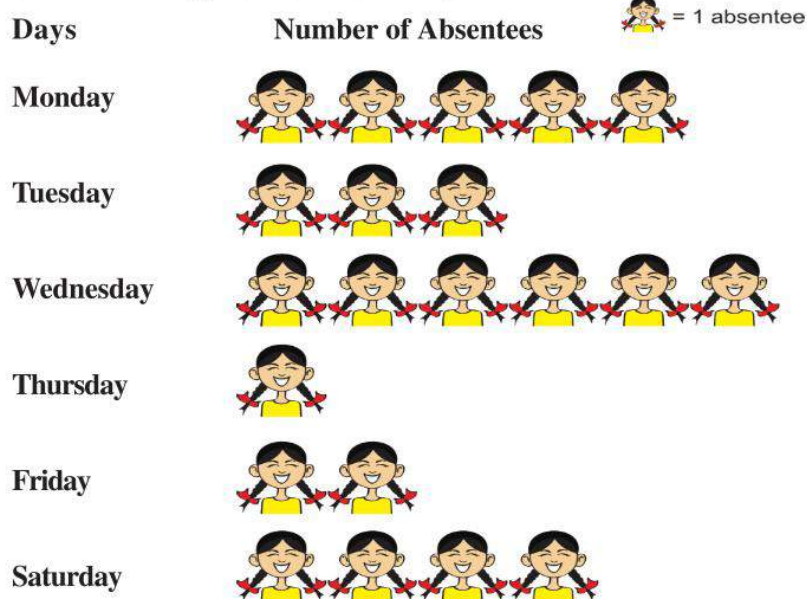 Days Number of Absentees = 1 absentee
Monday
Tuesday
Wednesday
Thursday
Friday
Saturday